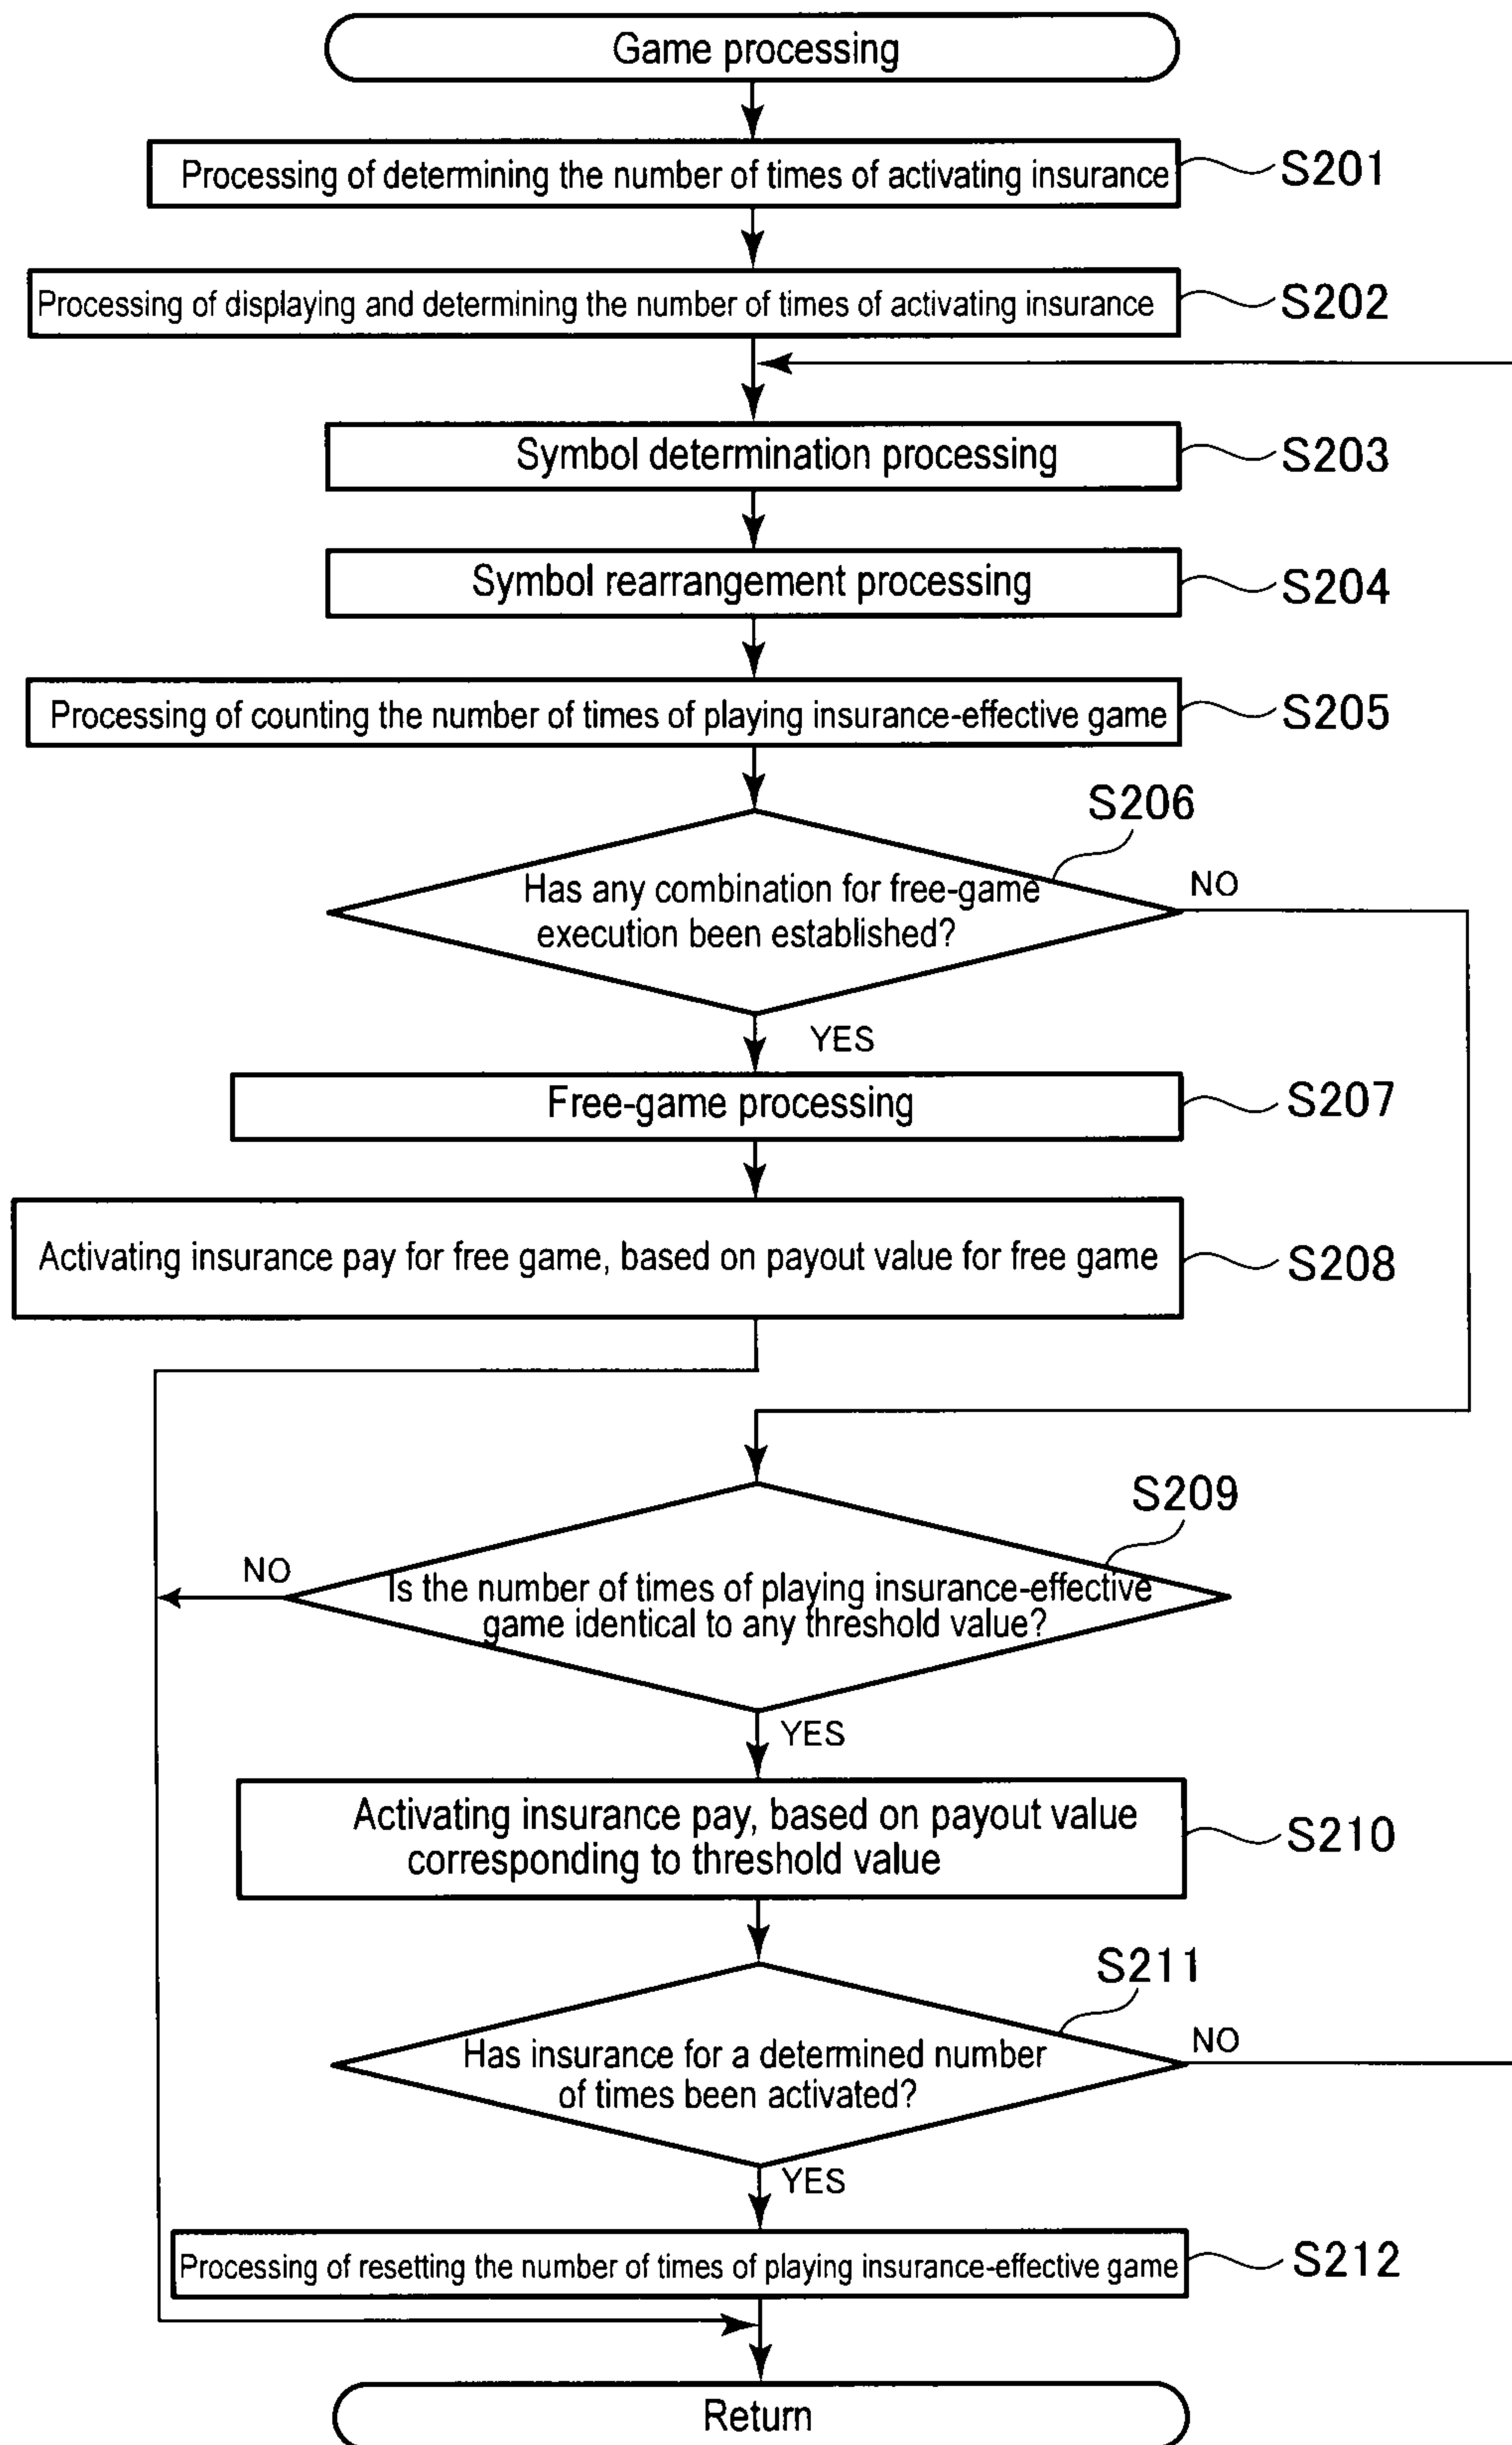 Game processing
Processing of determining the number of times of activating insurance
S201
Processing of displaying and determining the number of times of activating insurance
S202
Symbol determination processing
S203
Symbol rearrangement processing
S204
Processing of counting the number of times of playing insurance-effective game
S205
S206
Has any combination for free-game
execution been established?
NO
YES
Free-game processing
S207
Activating insurance pay for free game, based on payout value for free game
S208
S209
NO
Is the number of times of playing insurance-effective
game identical to any threshold value?
YES
Activating insurance pay, based on payout value
corresponding to threshold value
S210
S211
Has insurance for a determined number
of times been activated?
NO
YES
Processing of resetting the number of times of playing insurance-effective game
S212
Return